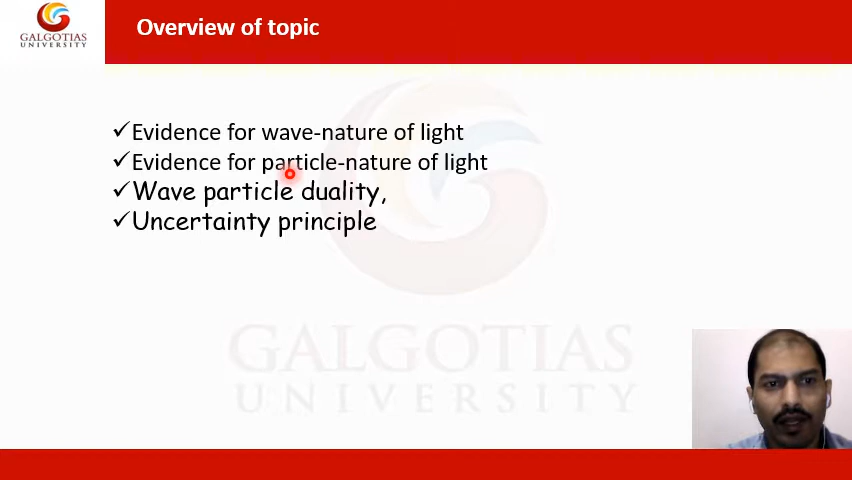 GALGOTIAS
UNIVERSITY
Overview of topic
✓Evidence for wave-nature of light
✓Evidence for particle-nature of light
✓Wave particle duality,
✓Uncertainty principle
GALGOTIAS
UNIVERSITY